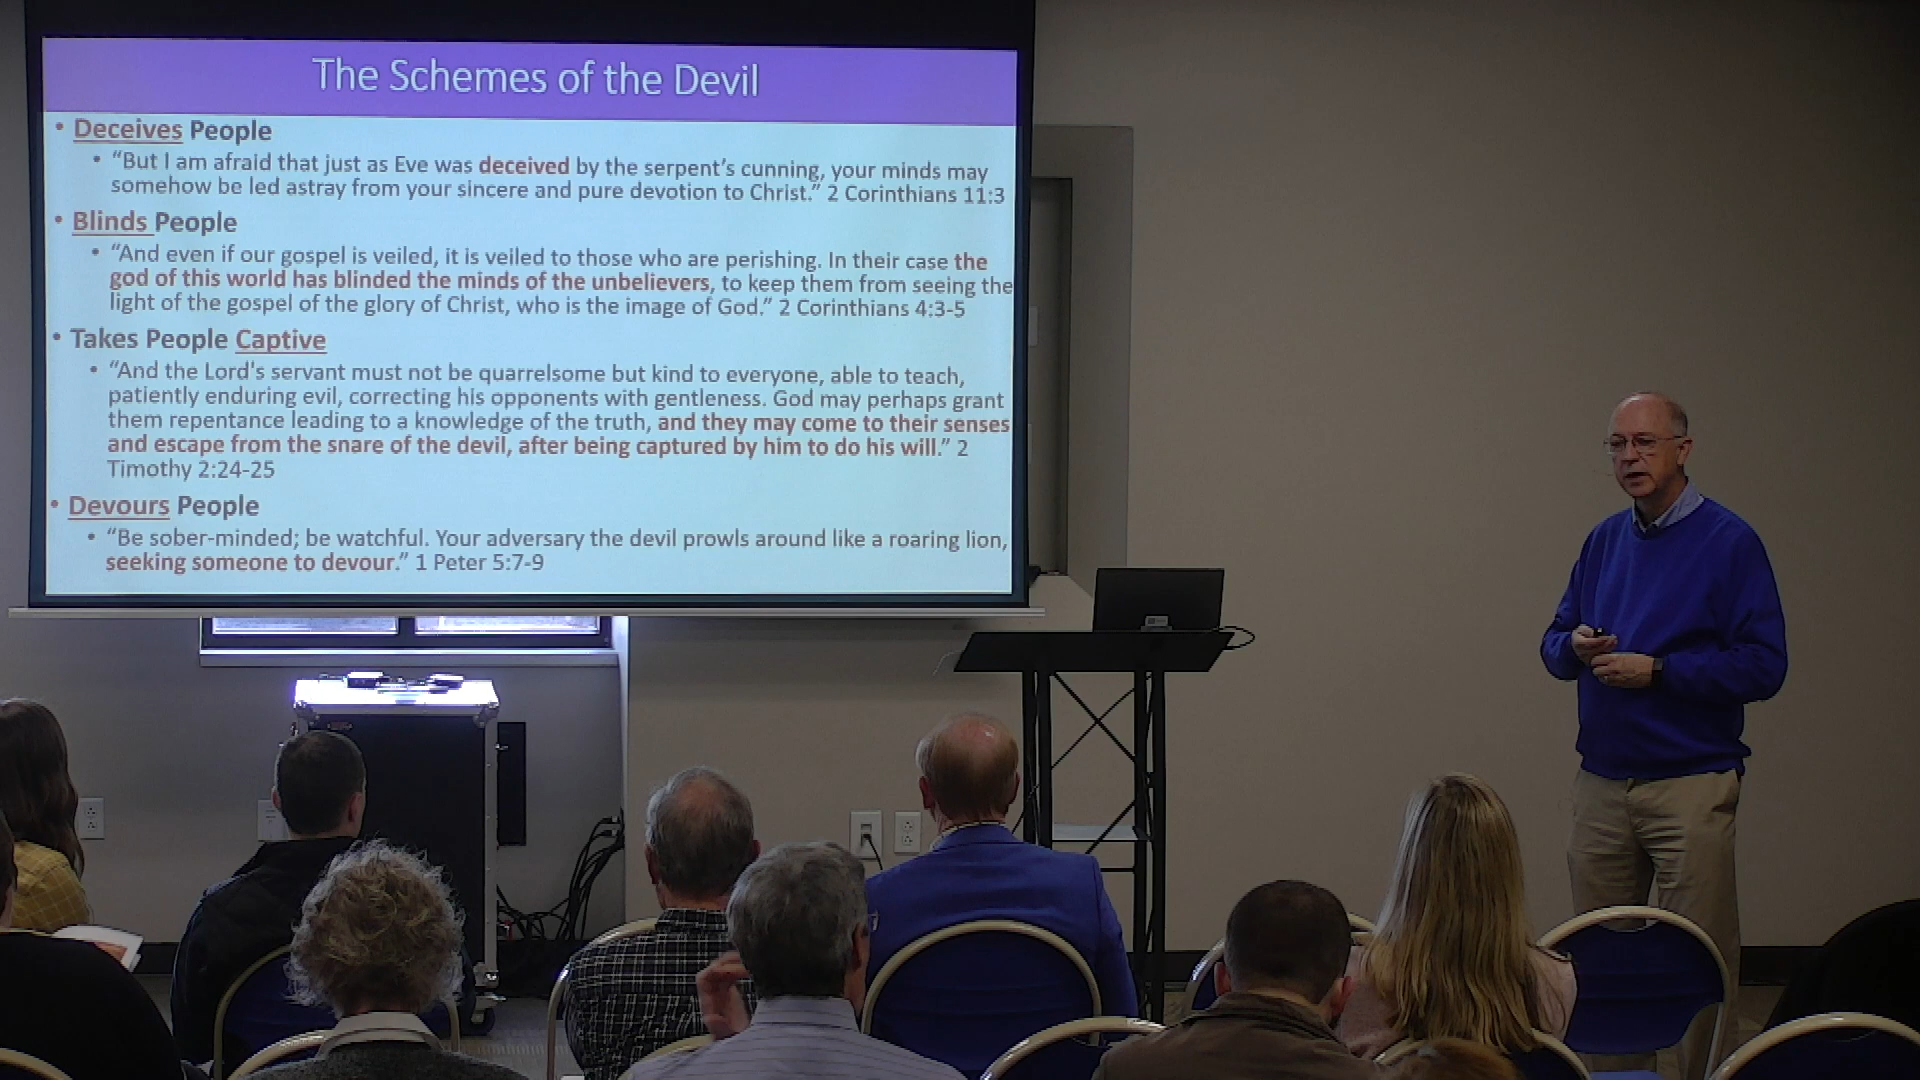 The Schemes of the Devil
• Deceives People
• “But I am afraid that just as Eve was deceived by the serpent’s cunning, your minds may
somehow be led astray from your sincere and pure devotion to Christ.” 2 Corinthians 11:3
• Blinds People
• “And even if our gospel is veiled, it is veiled to those who are perishing. In their case the
god of this world has blinded the minds of the unbelievers, to keep them from seeing the
light of the gospel of the glory of Christ, who is the image of God.” 2 Corinthians 4:3-5
• Takes People Captive
• “And the Lord's servant must not be quarrelsome but kind to everyone, able to teach,
patiently enduring evil, correcting his opponents with gentleness. God may perhaps grant
them repentance leading to a knowledge of the truth, and they may come to their senses
and escape from the snare of the devil, after being captured by him to do his will.” 2
Timothy 2:24-25
• Devours People
• “Be sober-minded; be watchful. Your adversary the devil prowls around like a roaring lion,
seeking someone to devour.” 1 Peter 5:7-9